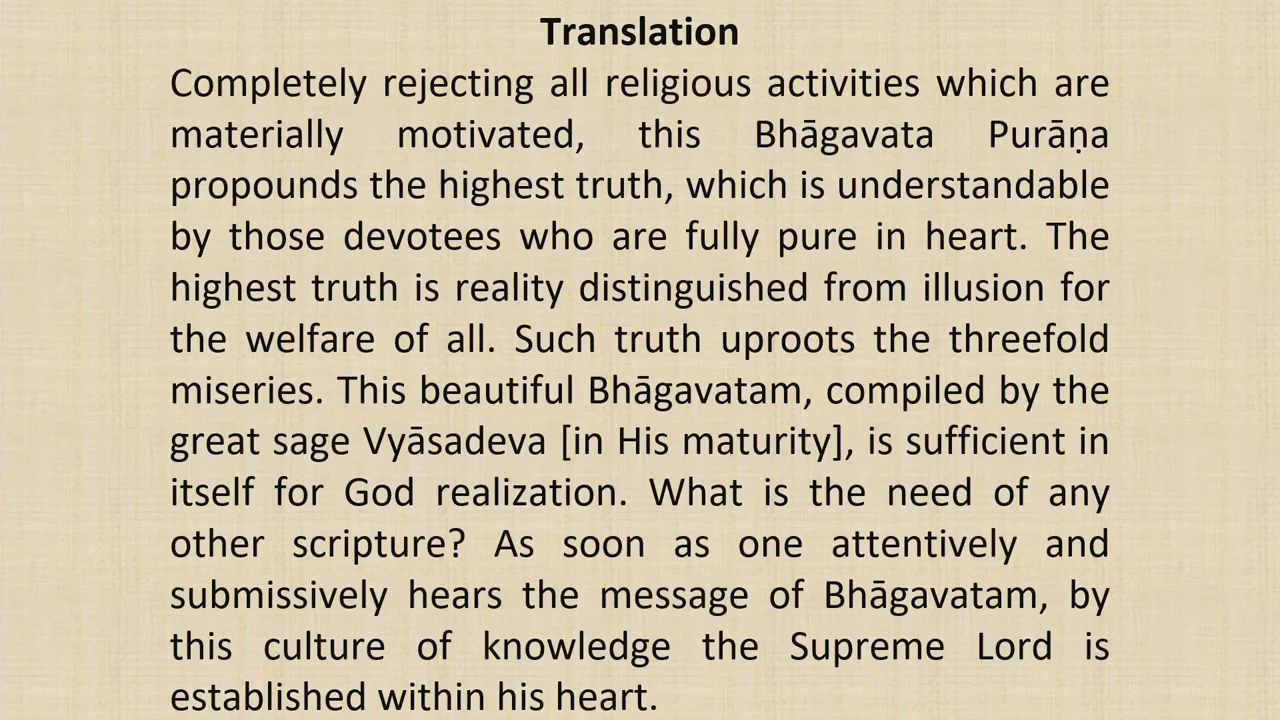 Translation
Completely rejecting all religious activities which are
materially motivated, this Bhāgavata Purāṇa
propounds the highest truth, which is understandable
by those devotees who are fully pure in heart. The
highest truth is reality distinguished from illusion for
the welfare of all. Such truth uproots the threefold
miseries. This beautiful Bhāgavatam, compiled by the
great sage Vyāsadeva [in His maturity], is sufficient in
itself for God realization. What is the need of any
other scripture? As soon as one attentively and
submissively hears the message of Bhāgavatam, by
this culture of knowledge the Supreme Lord is
established within his heart.